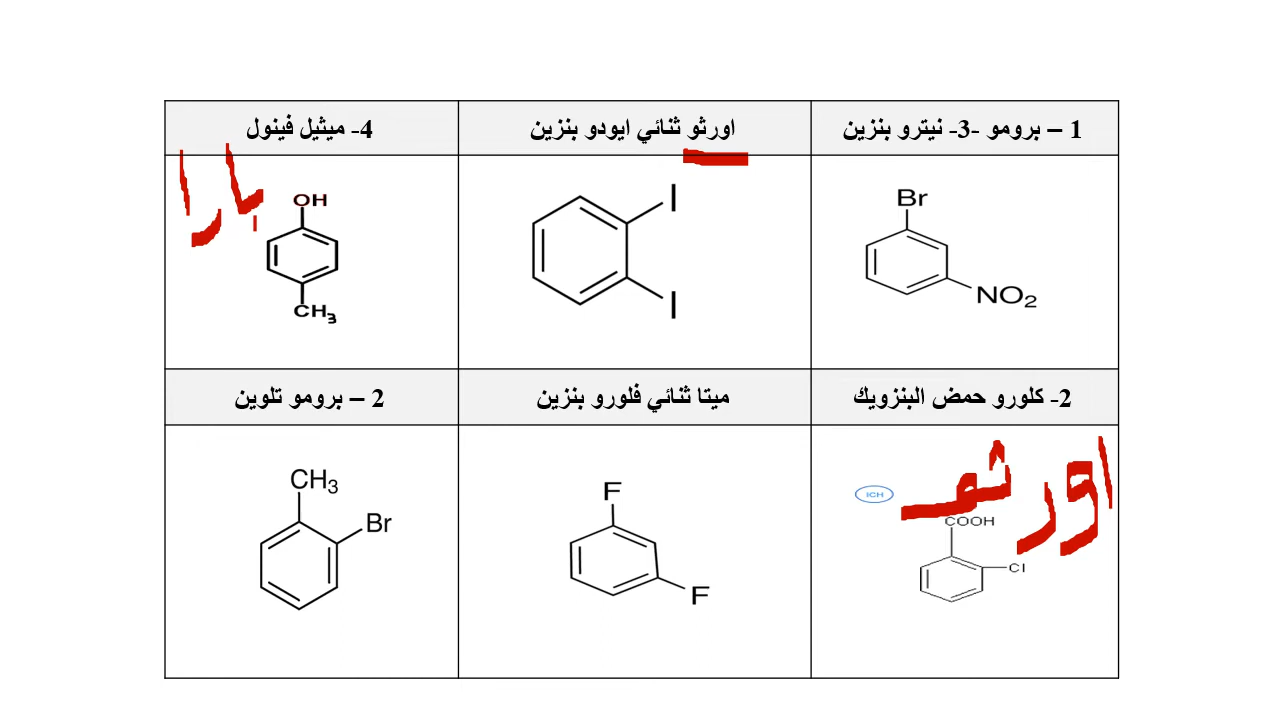 1 – برومو -3- نيترو بنزين
اورثو ثنائي ايودو بنزين
4- ميثيل فينول
بارا
Br
NO2
I
I
OH
CH3
2- كلورو حمض البنزويك
ميتا ثنائي فلورو بنزين
2 – برومو تلوين
اورثو
ICH
COOH
Cl
F
F
CH3
Br